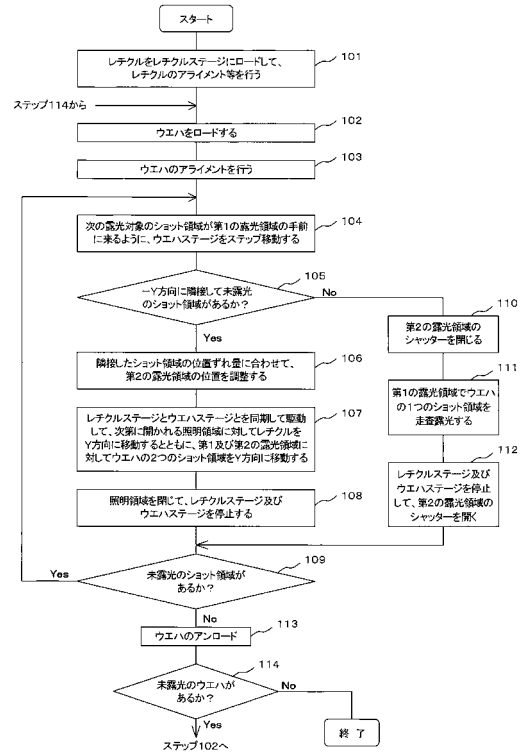 スタート
レチクルをレチクルステージにロードして、
レチクルのアライメント等を行う
101
ステップ114から
102
ウエハをロードする
103
ウエハのアライメントを行う
104
次の露光対象のショット領域が第1の露光領域の手前
に来るように、ウエハステージをステップ移動する
105
－Y方向に隣接して未露光
のショット領域があるか？
No
Yes
110
第2の露光領域の
シャッターを閉じる
106
隣接したショット領域の位置ずれ量に合わせて、
第2の露光領域の位置を調整する
111
第1の露光領域でウエハ
の1つのショット領域を
走査露光する
107
レチクルステージとウエハステージとを同期して駆動
して、次第に開かれる照明領域に対してレチクルを
Y方向に移動するとともに、第1及び第2の露光領域に
対してウエハの2つのショット領域をY方向に移動する
112
レチクルステージ及び
ウエハステージを停止
して、第2の露光領域の
シャッターを開く
108
照明領域を閉じて、レチクルステージ及び
ウエハステージを停止する
109
未露光のショット領域が
あるか？
Yes
No
113
ウエハのアンロード
114
未露光のウエハが
あるか？
No
Yes
終了
ステップ102へ